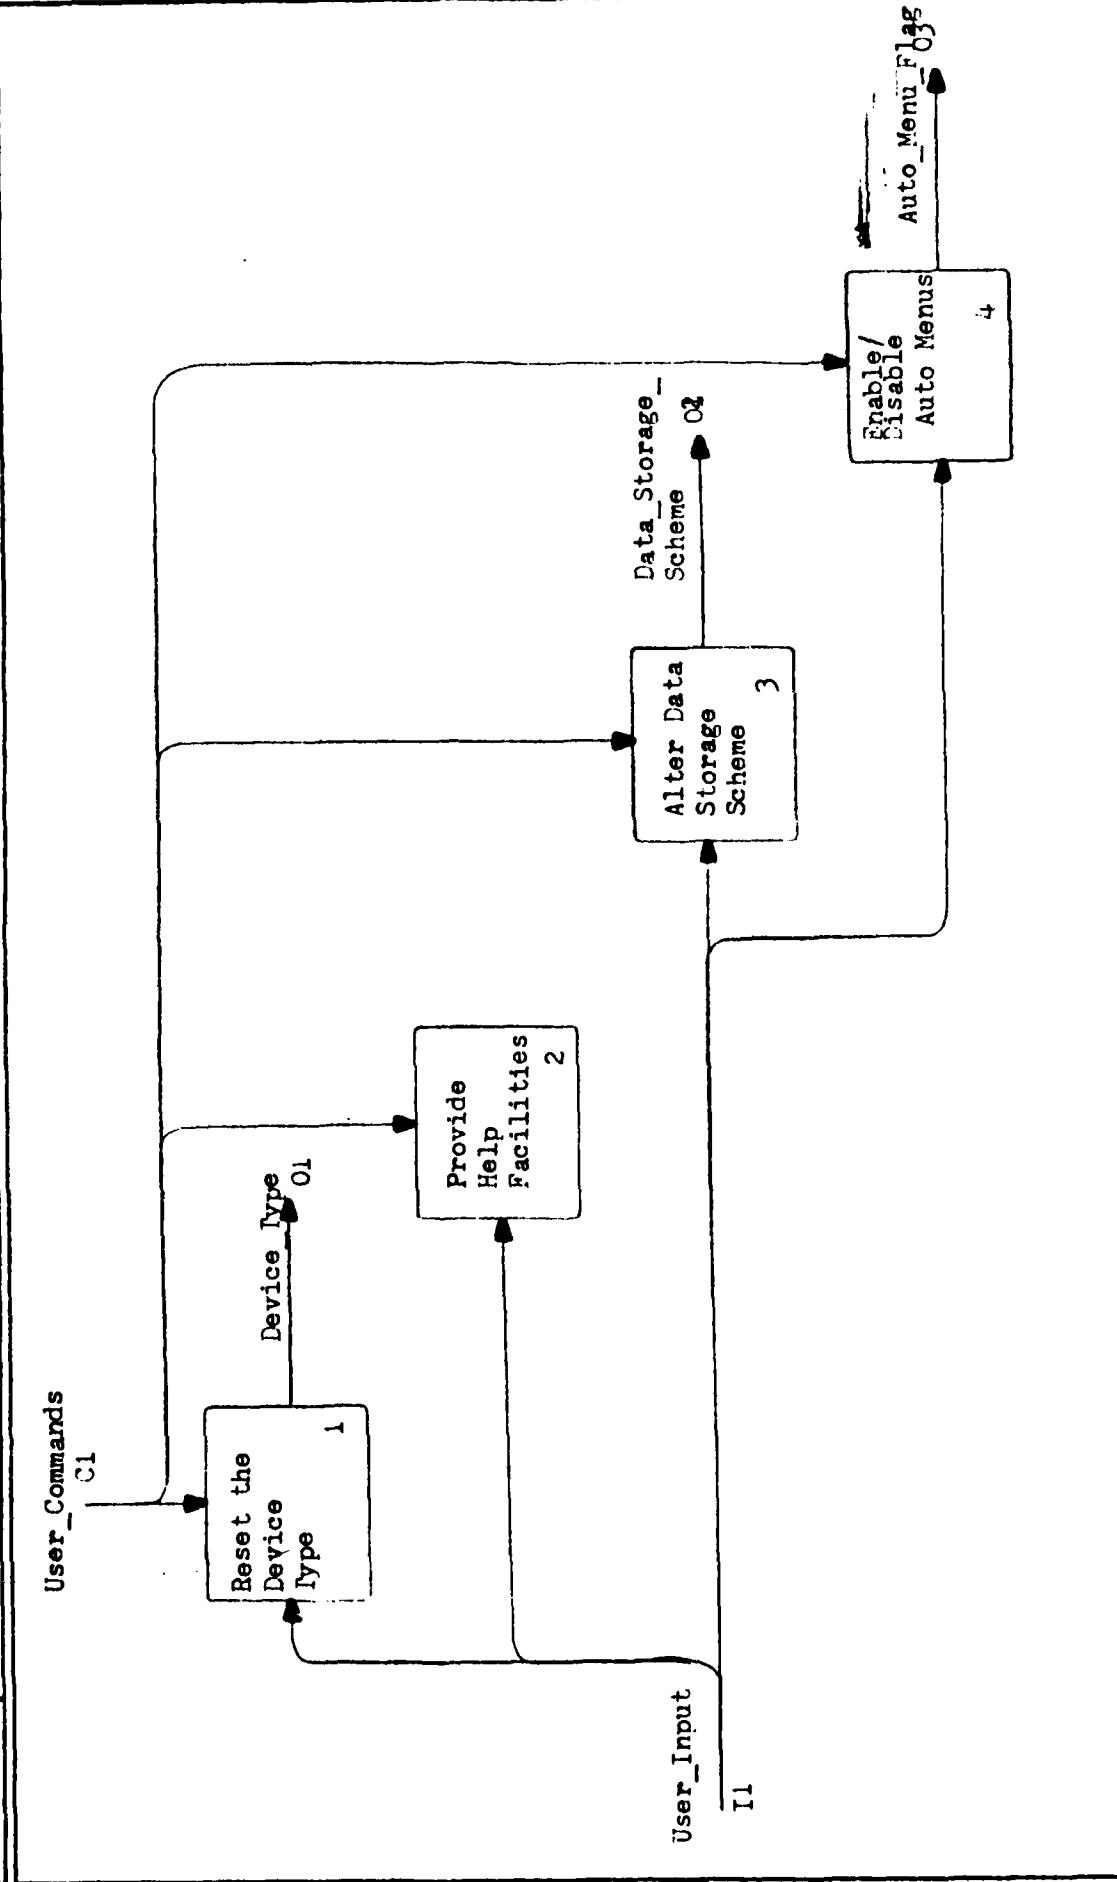 User_Commands
C1
Reset the
Device
Type
1
Device_Type
O1
Provide
Help
Facilities
2
Alter Data
Storage
Scheme
3
Data_Storage_
Scheme
O2
Enable/
Disable
Auto Menus
4
Auto_Menu_Flag
O3
User_Input
I1